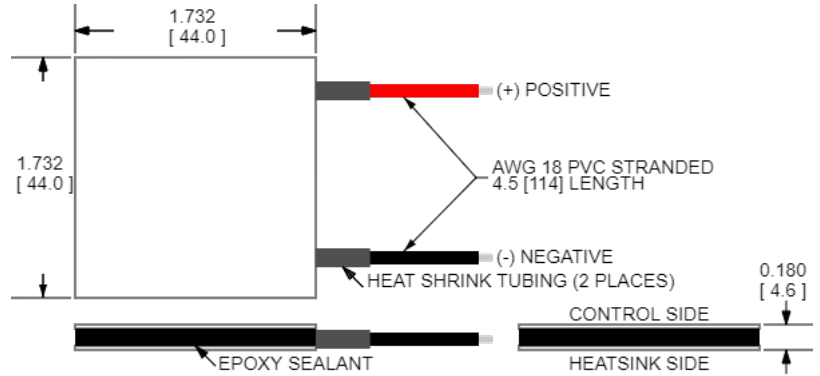 1.732
[ 44.0 ]
(+) POSITIVE
1.732
[ 44.0 ]
AWG 18 PVC STRANDED
4.5 [114] LENGTH
(-) NEGATIVE
HEAT SHRINK TUBING (2 PLACES)
0.180
[ 4.6 ]
CONTROL SIDE
EPOXY SEALANT
HEATSINK SIDE